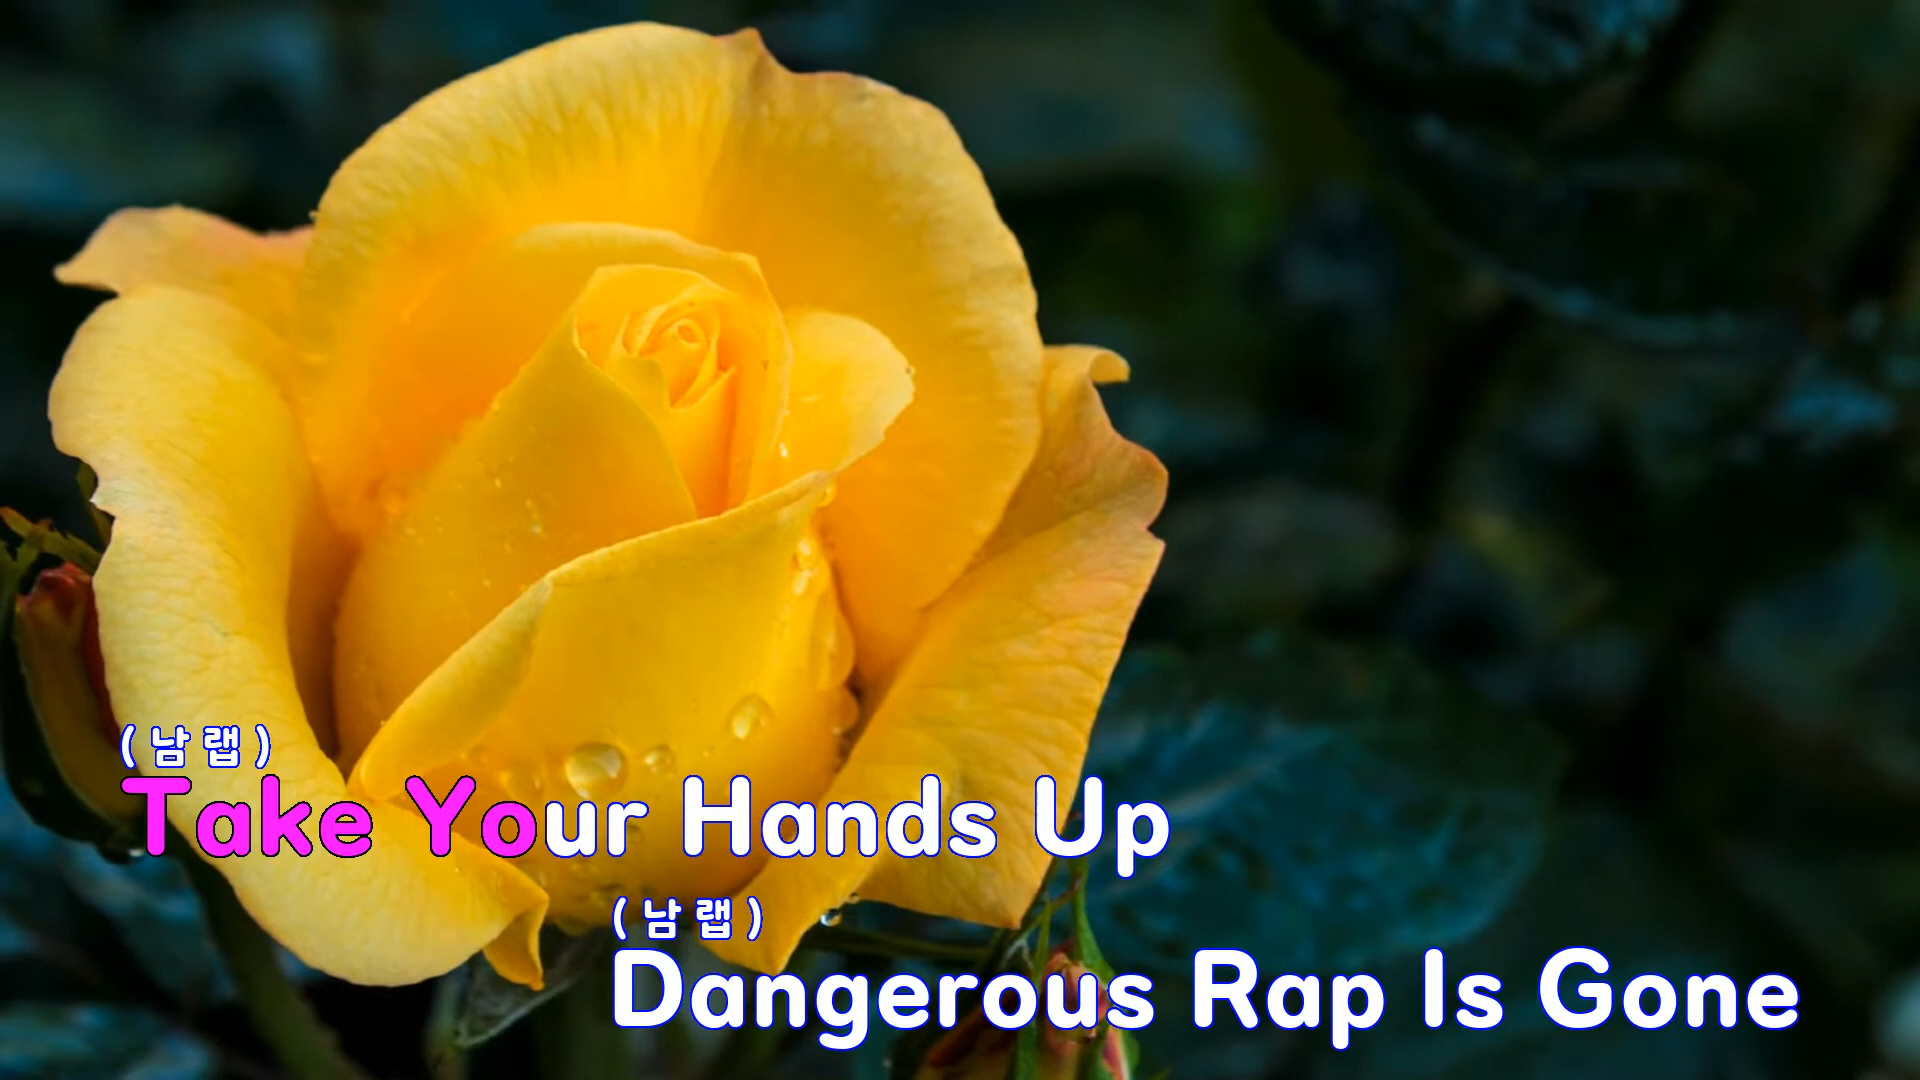 ( 남 랩 )
Take Your Hands Up
( 남 랩 )
Dangerous Rap Is Gone